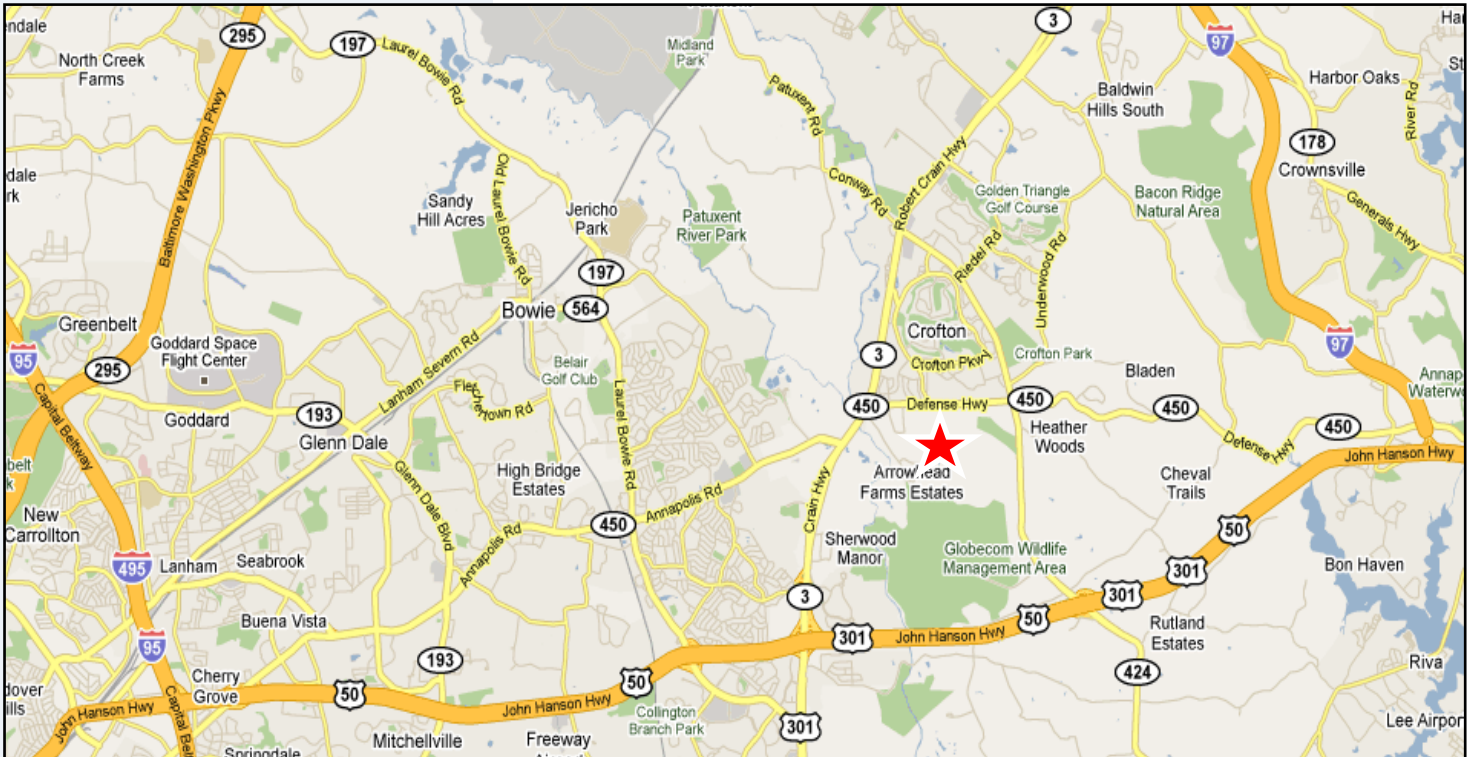 295
197
Laurel Bowie Rd
Midland
Park
3
97
Harbor Oaks
North Creek
Farms
Patuxent Rd
Baldwin
Hills South
River Rd
Baltimore Washington Pkwy
178
Crownsville
Robert Crain Hwy
Old Laurel Bowie Rd
Conway Rd
Golden Triangle
Golf Course
Bacon Ridge
Natural Area
Generals Hwy
Sandy
Hill Acres
Jericho
Park
Patuxent
River Park
Riedel Rd
Underwood Rd
197
Bowie
564
Greenbelt
Goddard Space
Flight Center
Crofton
95
295
Lanham Severn Rd
Belair
Golf Club
3
Crofton Pkwy
Crofton Park
97
Bladen
Capital Beltway
Goddard
193
Fletchertown Rd
Laurel Bowie Rd
450
Defense Hwy
450
450
Defense Hwy
450
Glenn Dale
Heather
Woods
John Hanson Hwy
High Bridge
Estates
Arrowhead
Farms Estates
Cheval
Trails
Glenn Dale Blvd
Annapolis Rd
450
Annapolis Rd
Crain Hwy
New
Carrollton
Sherwood
Manor
50
Globecom Wildlife
Management Area
495
Lanham
Seabrook
301
Bon Haven
3
301
Buena Vista
50
Rutland
Estates
95
301
John Hanson Hwy
193
424
Riva
Cherry
Grove
50
50
John Hanson Hwy
John Hanson Hwy
Collington
Branch Park
301
Lee Airpor
Capital Bel
Mitchellville
Freeway
Springdale